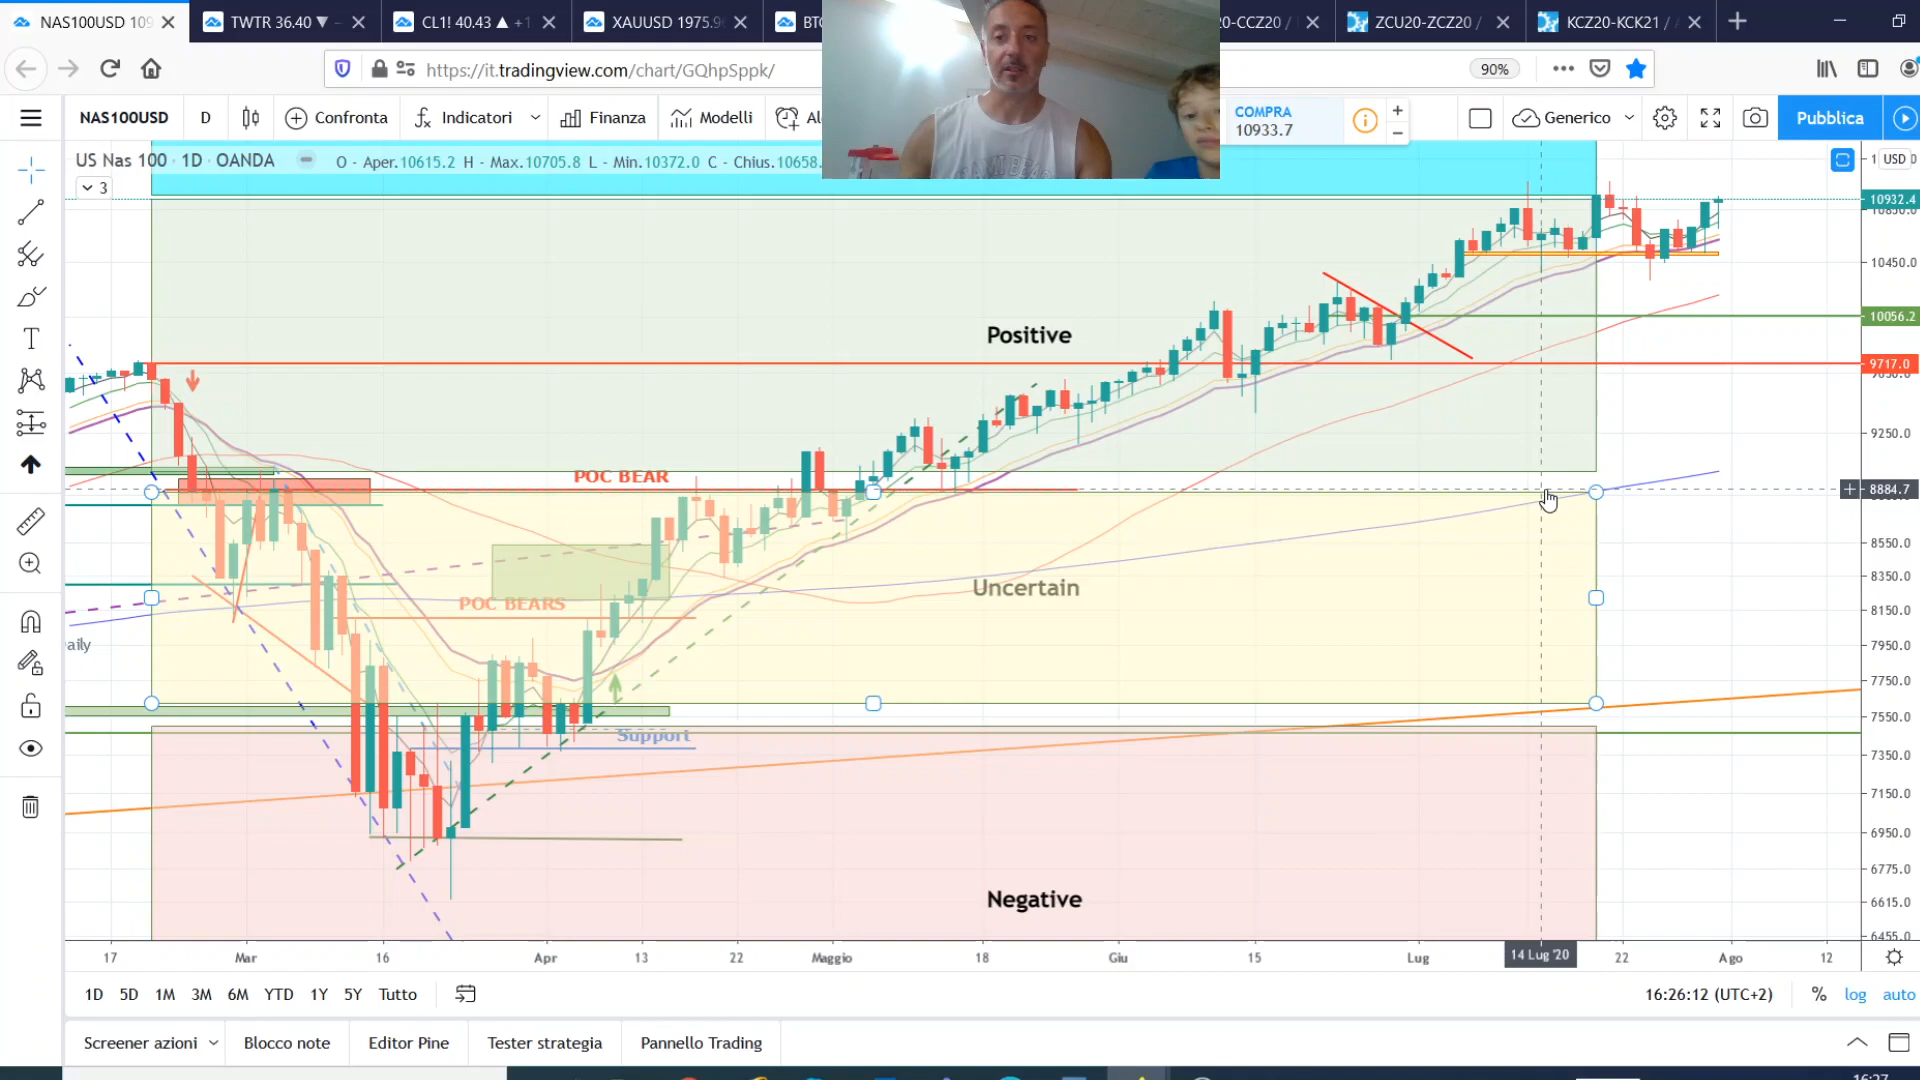 NAS100USD 109
TWTR 36.40 ▼ −
CL1! 40.43 ▲ +1
XAUUSD 1975.9
BT
20-CCZ20 /
ZCU20-ZCZ20 /
KCZ20-KCK21 /
https://it.tradingview.com/chart/GQhpSppk/
90%
NAS100USD
D
Confronta
Indicatori
Finanza
Modelli
Al
COMPRA
10933.7
Generico
Pubblica
US Nas 100 · 1D · OANDA
O - Aper.10615.2 H - Max.10705.8 L - Min.10372.0 C - Chius.10658.
3
USD
10932.4
10450.0
10056.2
9717.0
9250.0
8884.7
8550.0
8350.0
8150.0
7950.0
7750.0
7550.0
7350.0
7150.0
6950.0
6775.0
6615.0
6455.0
Positive
POC BEAR
Uncertain
POC BEARS
aily
Support
Negative
17 Mar 16 Apr 13 22 Maggio 18 Giu 15 Lug 14 Lug '20 22 Ago 12
1D 5D 1M 3M 6M YTD 1Y 5Y Tutto
16:26:12 (UTC+2) % log auto
Screener azioni Blocco note Editor Pine Tester strategia Pannello Trading